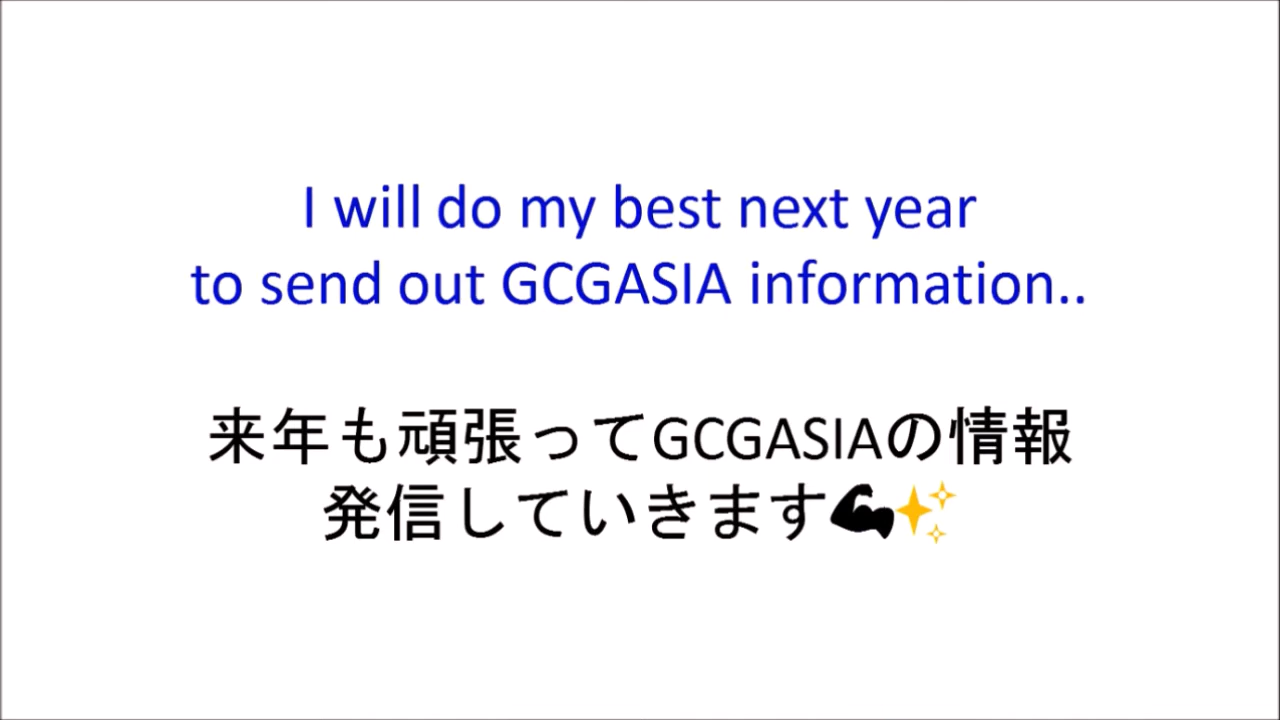 I will do my best next year
to send out GCGASIA information..
来年も頑張ってGCGASIAの情報
発信していきます💪✨